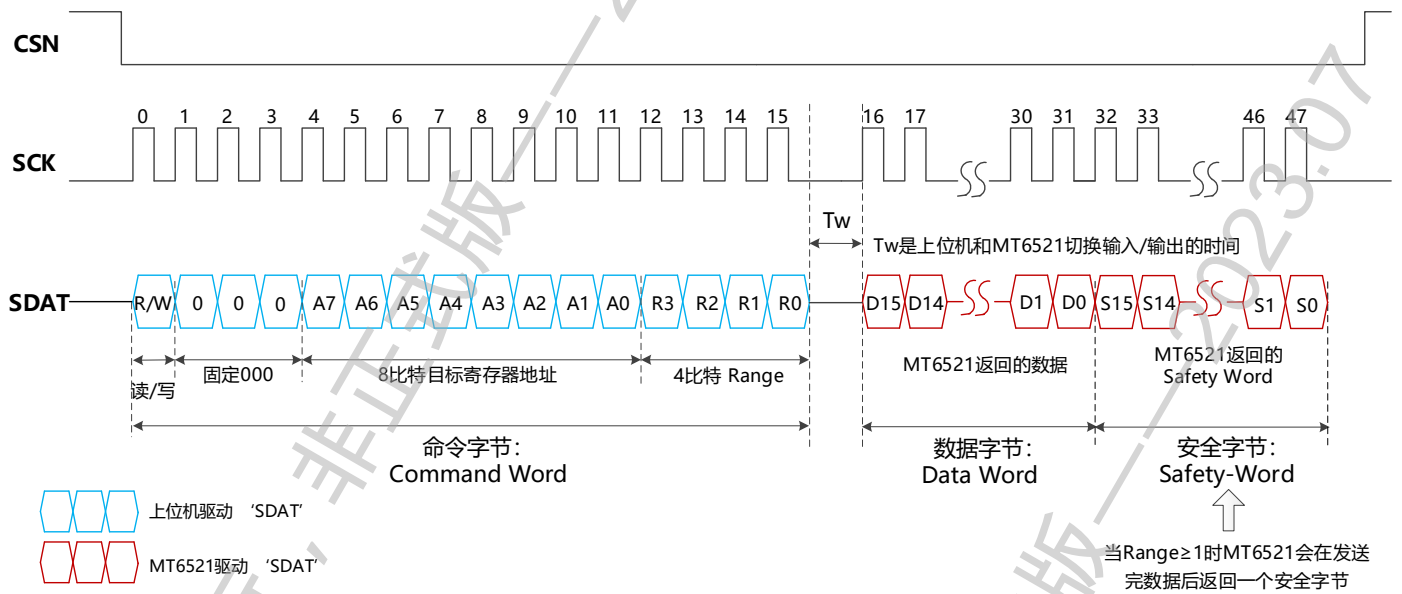 CSN
0 1 2 3 4 5 6 7 8 9 10 11 12 13 14 15 16 17 30 31 32 33 46 47
SCK
Tw
Tw是上位机和MT6521切换输入/输出的时间
SDAT R/W 0 0 0 A7 A6 A5 A4 A3 A2 A1 A0 R3 R2 R1 R0 D15 D14 D1 D0 S15 S14 S1 S0
读/写
固定000
8比特目标寄存器地址
4比特 Range
MT6521返回的数据
MT6521返回的
Safety Word
命令字节：
Command Word
数据字节：
Data Word
安全字节：
Safety-Word
上位机驱动 ‘SDAT’
MT6521驱动 ‘SDAT’
当Range≥1时MT6521会在发送
完数据后返回一个安全字节
非正式版——2
版——2023.07